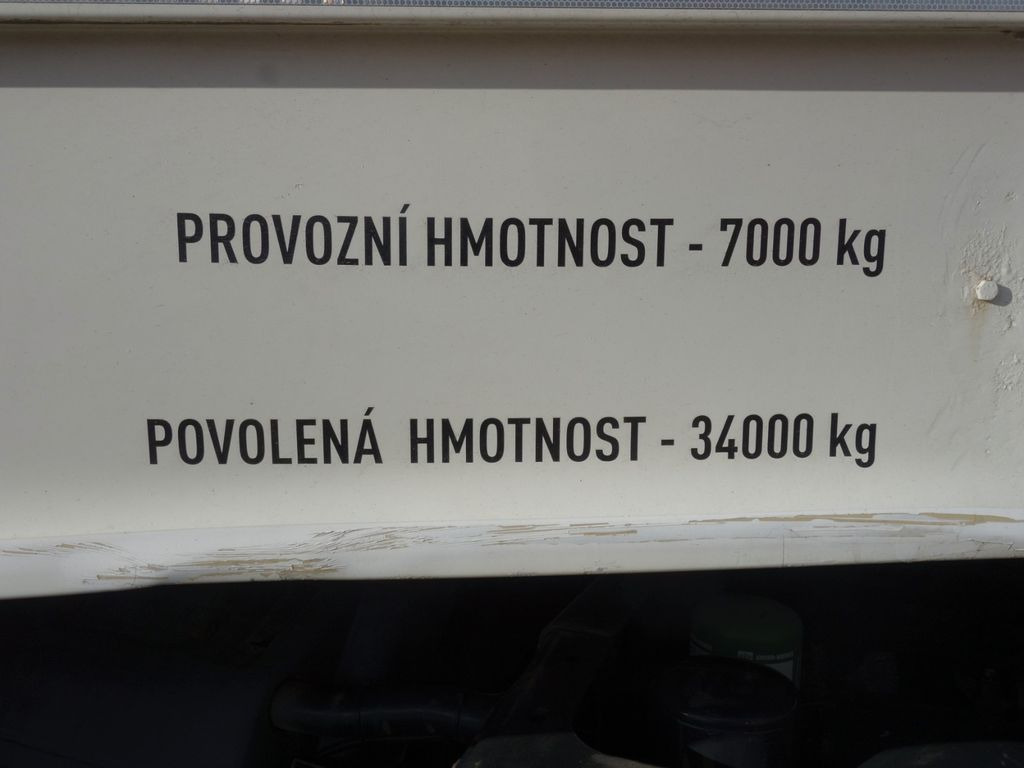 PROVOZNÍ HMOTNOST - 7000 kg
POVOLENÁ HMOTNOST - 34000 kg